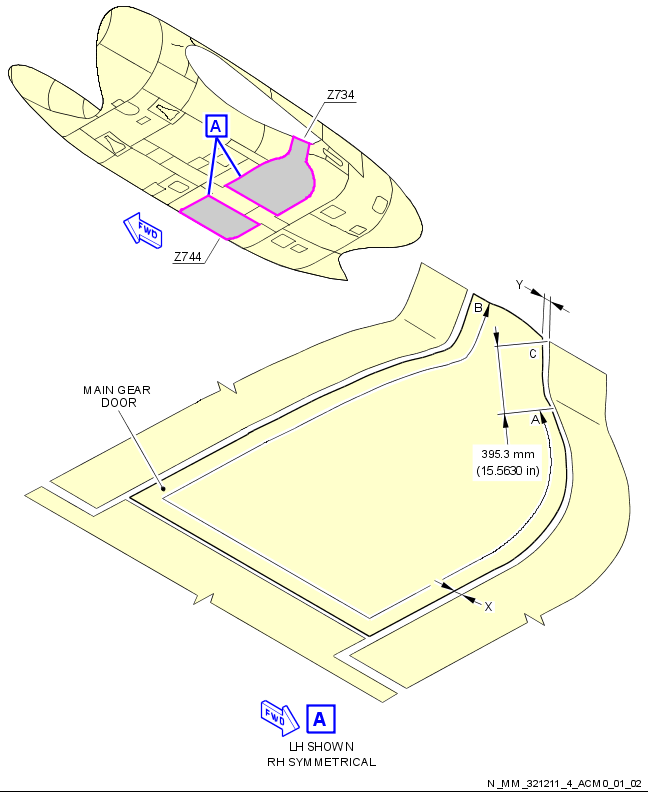 Z734
A
FWD
Z744
Y
B
C
MAIN GEAR
DOOR
A
395.3 mm
(15.5630 in)
X
FWD
A
LH SHOWN
RH SYMMETRICAL
N_MM_321211_4_ACM0_01_02